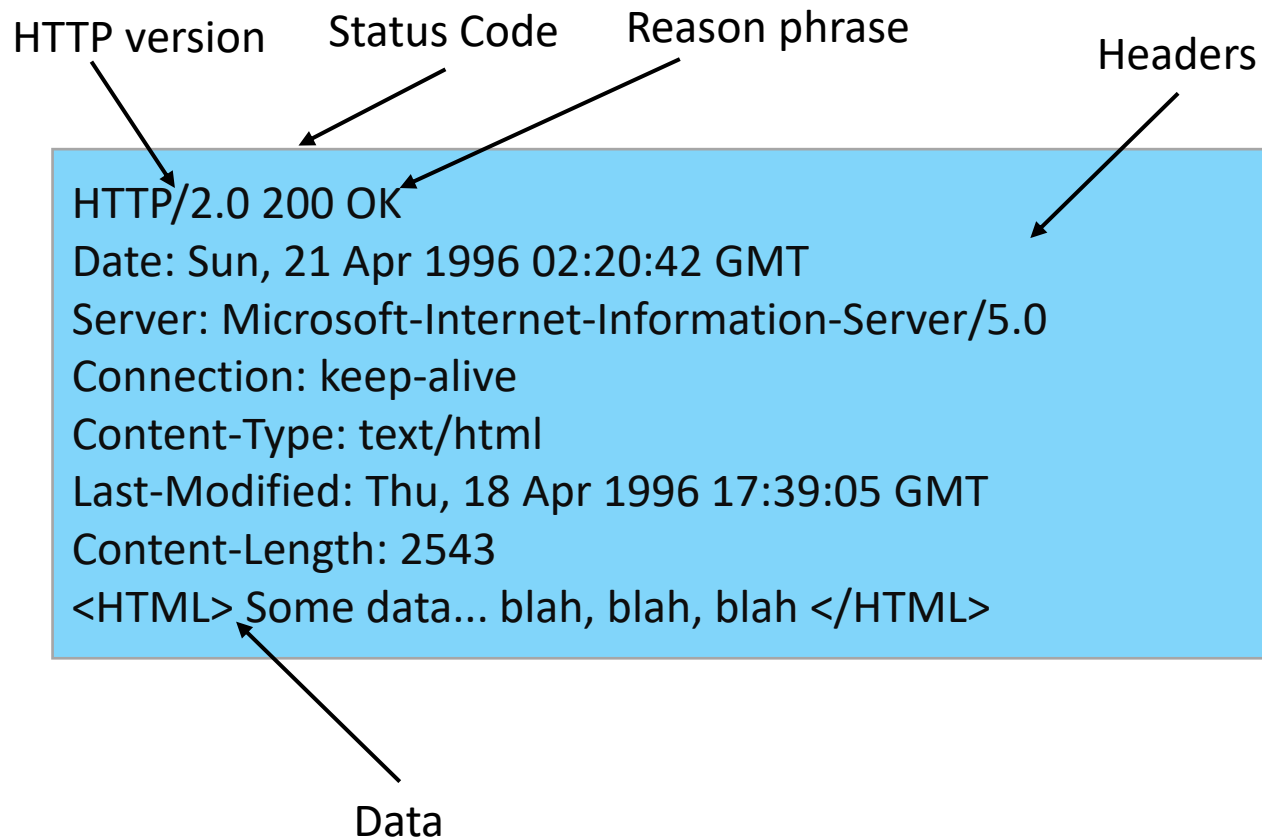 HTTP version Status Code Reason phrase Headers
HTTP/2.0 200 OK
Date: Sun, 21 Apr 1996 02:20:42 GMT
Server: Microsoft-Internet-Information-Server/5.0
Connection: keep-alive
Content-Type: text/html
Last-Modified: Thu, 18 Apr 1996 17:39:05 GMT
Content-Length: 2543
<HTML> Some data... blah, blah, blah </HTML>
Data